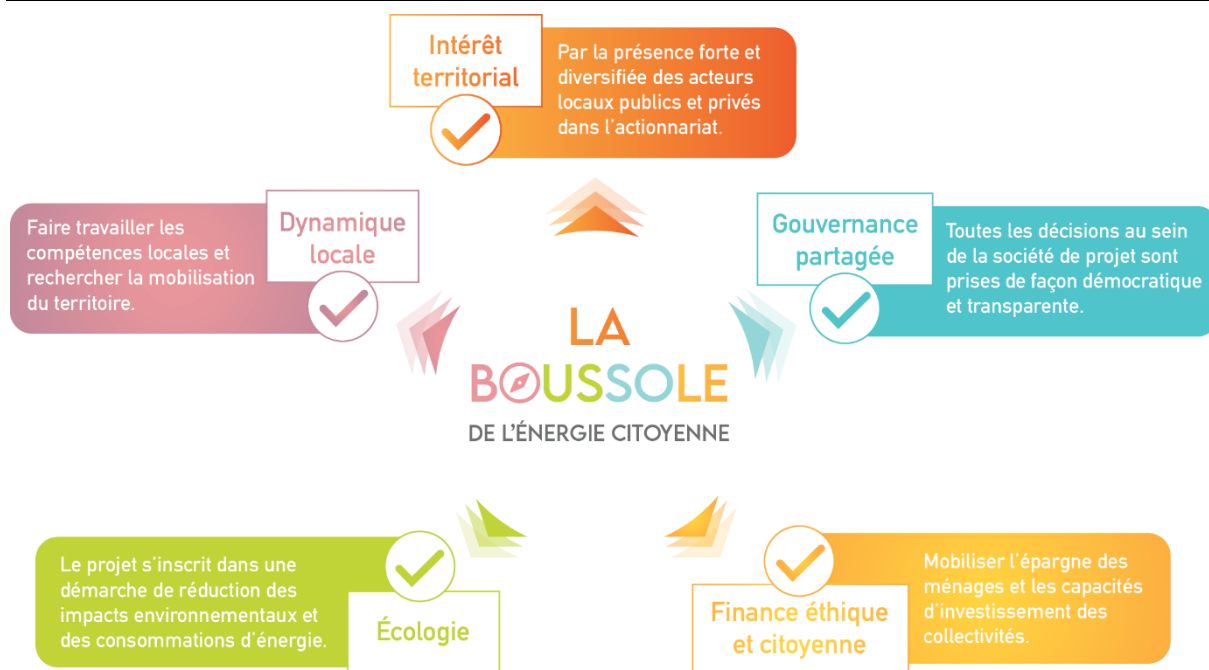 Intérêt
territorial
Par la présence forte et
diversifiée des acteurs
locaux publics et privés
dans l'actionnariat.
Dynamique
locale
Faire travailler les
compétences locales et
rechercher la mobilisation
du territoire.
Gouvernance
partagée
Toutes les décisions au sein
de la société de projet sont
prises de façon démocratique
et transparente.
LA
BOUSSOLE
DE L'ÉNERGIE CITOYENNE
Le projet s'inscrit dans une
démarche de réduction des
impacts environnementaux et
des consommations d'énergie.
Écologie
Finance éthique
et citoyenne
Mobiliser l'épargne des
ménages et les capacités
d'investissement des
collectivités.